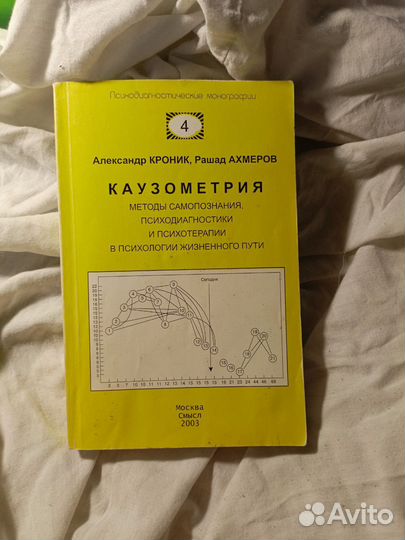 Психодиагностические монографии
4
Александр КРОНИК, Рашад АХМЕРОВ
КАУЗОМЕТРИЯ
МЕТОДЫ САМОПОЗНАНИЯ,
ПСИХОДИАГНОСТИКИ
И ПСИХОТЕРАПИИ
В ПСИХОЛОГИИ ЖИЗНЕННОГО ПУТИ
Сегодня
Москва
Смысл
2003
Avito